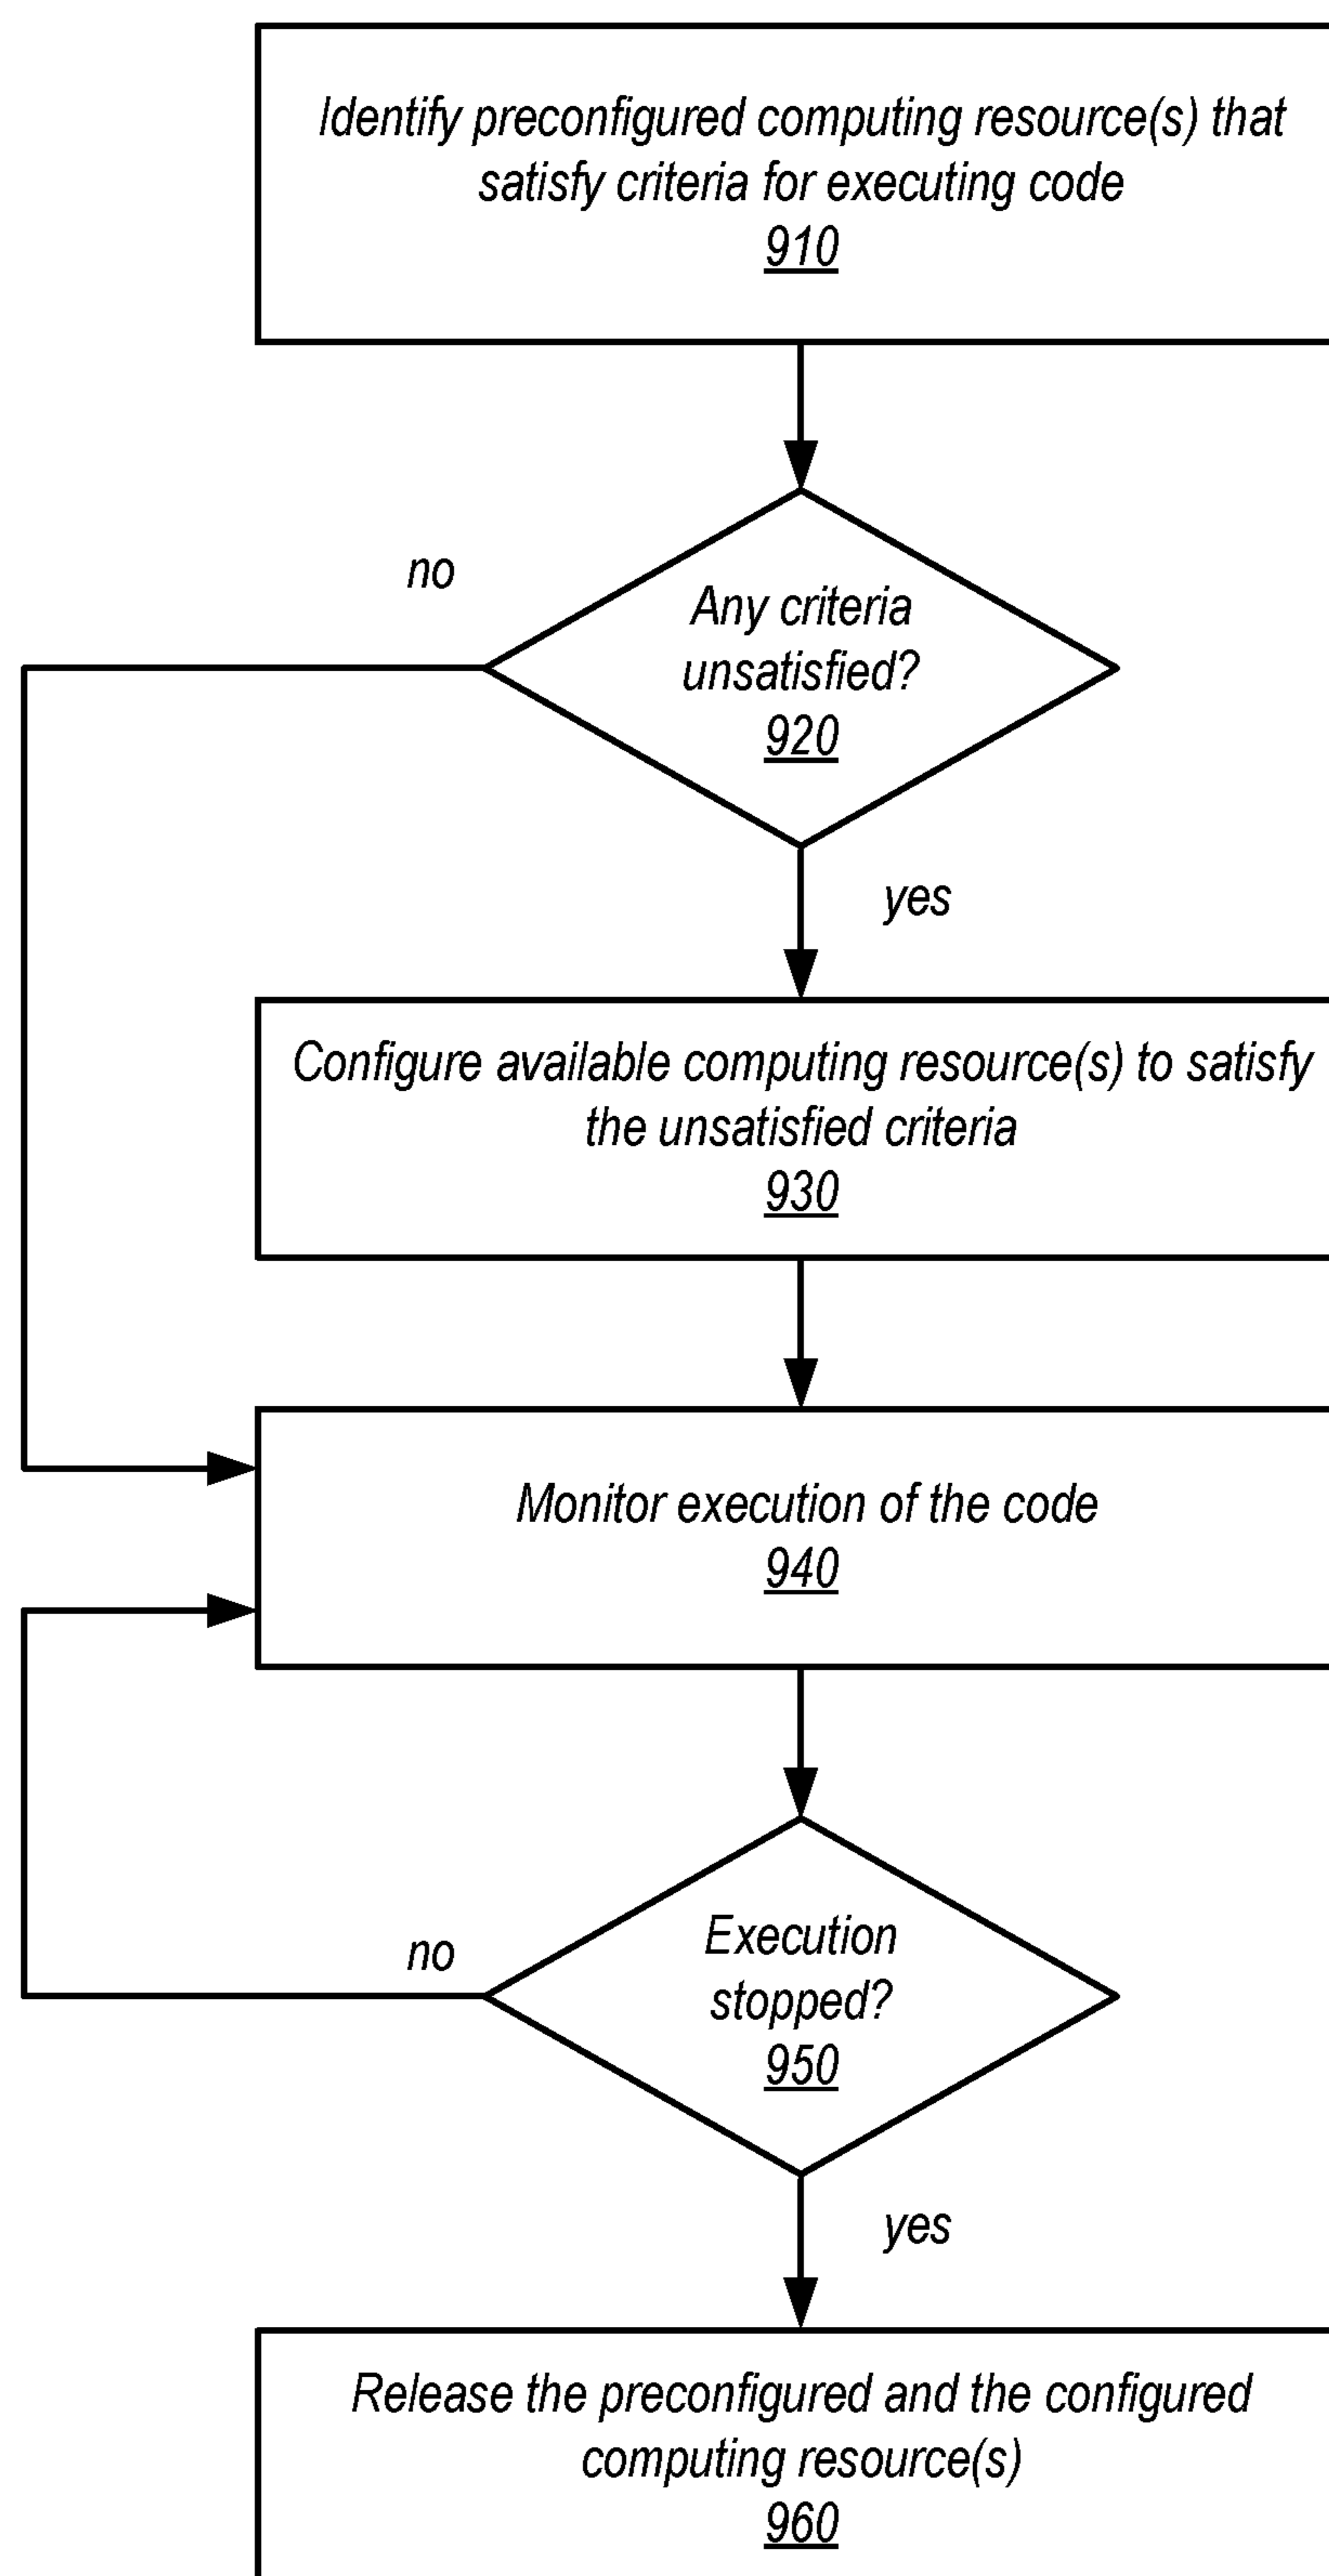 Identify preconfigured computing resource(s) that
satisfy criteria for executing code
910
no
Any criteria
unsatisfied?
920
yes
Configure available computing resource(s) to satisfy
the unsatisfied criteria
930
Monitor execution of the code
940
no
Execution
stopped?
950
yes
Release the preconfigured and the configured
computing resource(s)
960